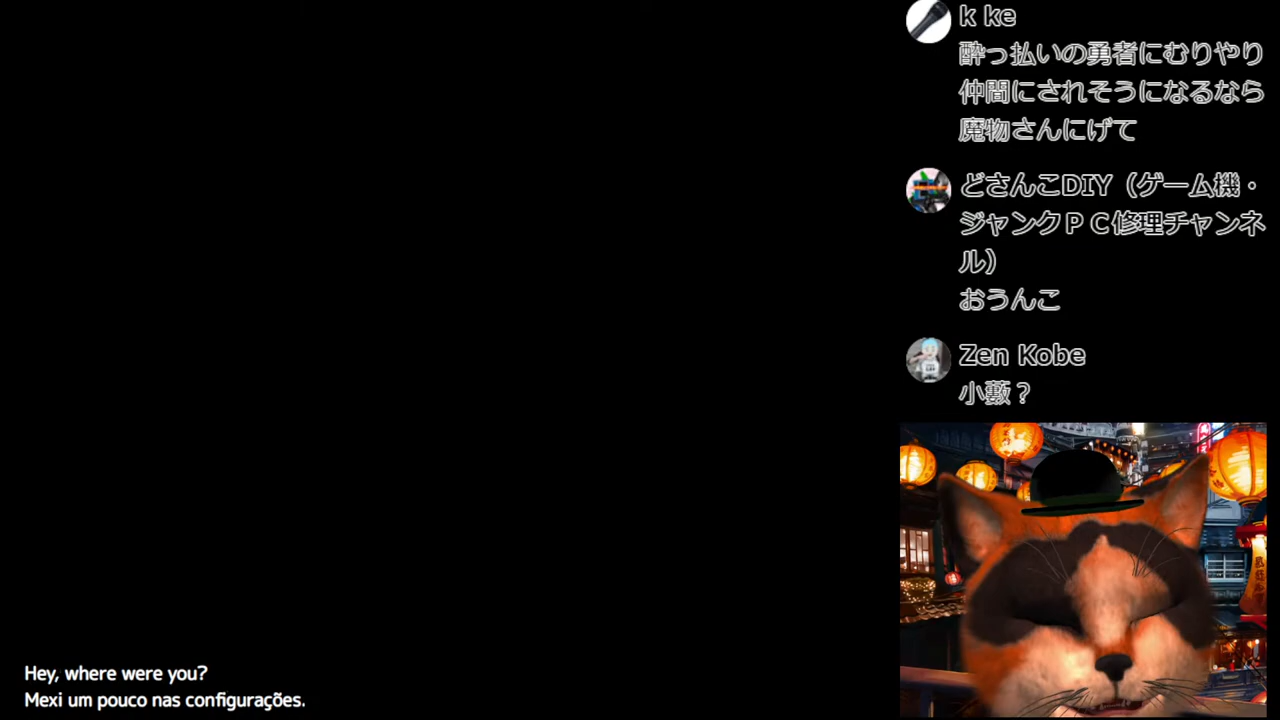 k ke
酔っ払いの勇者にむりやり
仲間にされそうになるなら
魔物さんにげて
どさんこDIY（ゲーム機・
ジャンクＰＣ修理チャンネ
ル）
おうんこ
Zen Kobe
小藪？
Hey, where were you?
Mexi um pouco nas configurações.